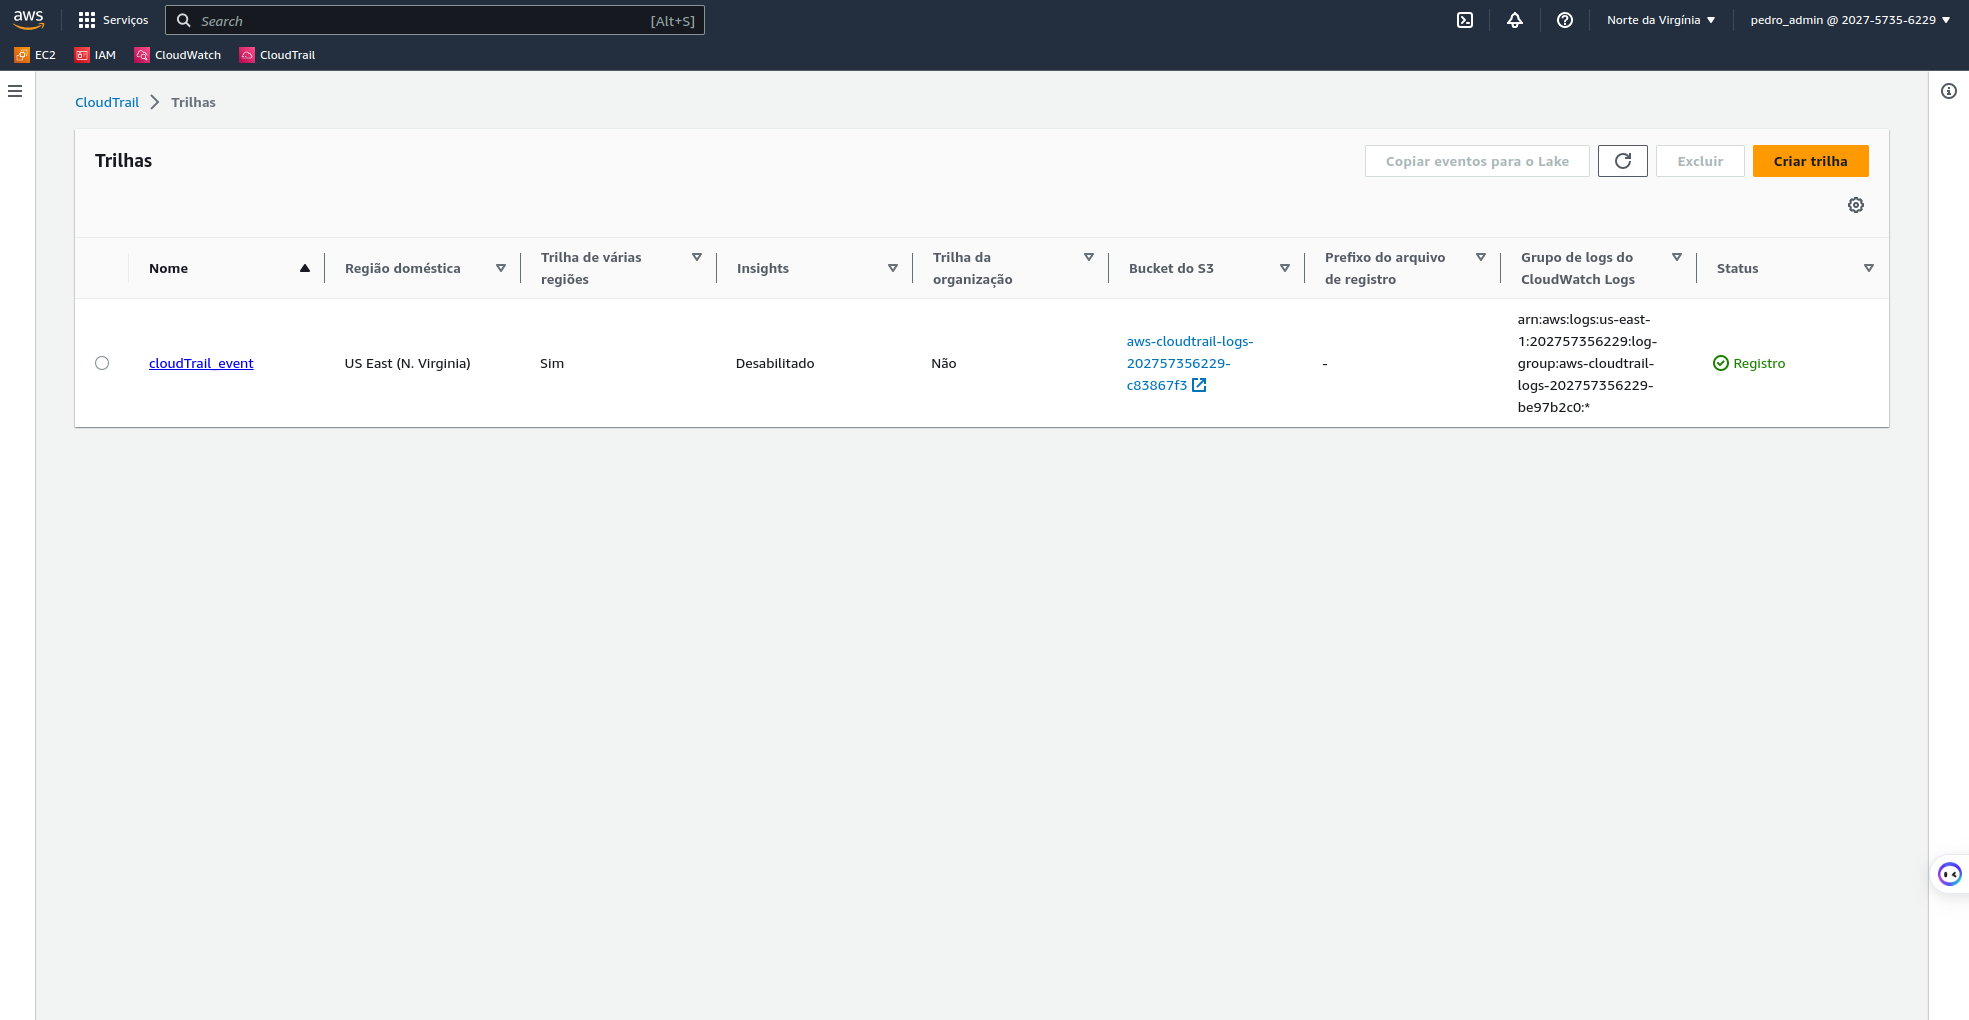 aws
Serviços
Search
[Alt+S]
Norte da Virgínia
pedro_admin @ 2027-5735-6229
EC2
IAM
CloudWatch
CloudTrail
CloudTrail
Trilhas
Trilhas
Copiar eventos para o Lake
Excluir
Criar trilha
Nome
Região doméstica
Trilha de várias
regiões
Insights
Trilha da
organização
Bucket do S3
Prefixo do arquivo
de registro
Grupo de logs do
CloudWatch Logs
Status
cloudTrail_event
US East (N. Virginia)
Sim
Desabilitado
Não
aws-cloudtrail-logs-
202757356229-
c83867f3
-
arn:aws:logs:us-east-
1:202757356229:log-
group:aws-cloudtrail-
logs-202757356229-
be97b2c0:*
Registro